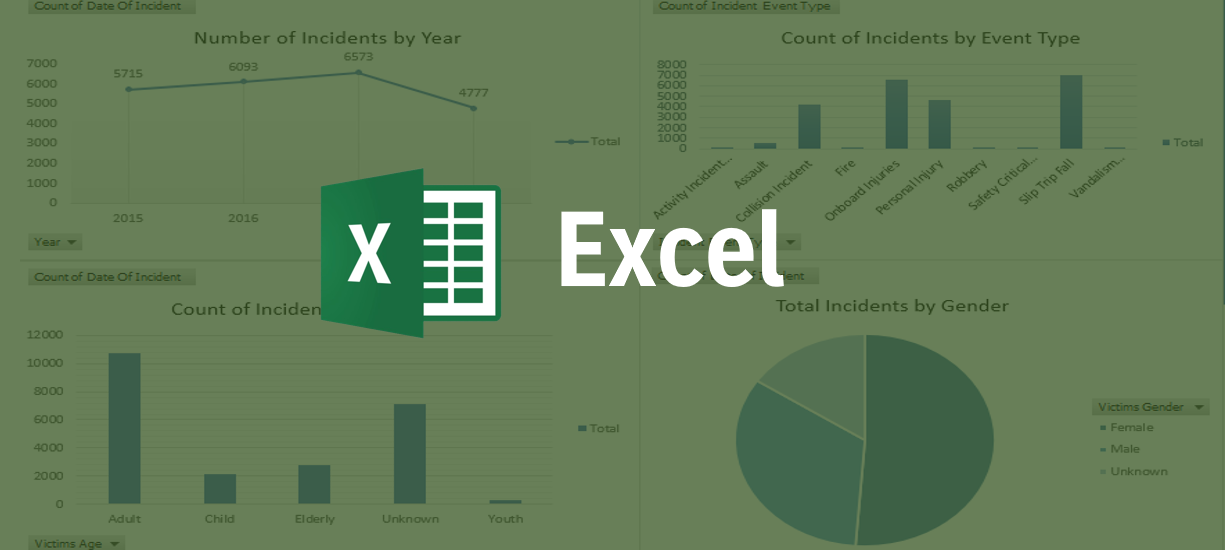 Count of Date Of Incident
Number of Incidents by Year
7000
6000
5000
4000
3000
2000
1000
0
5715
6093
6573
4777
Total
2015
2016
Year
Count of Incident Event Type
Count of Incidents by Event Type
8000
7000
6000
5000
4000
3000
2000
1000
0
Total
Activity Incident...
Assault
Collision Incident
Fire
Onboard Injuries
Personal Injury
Robbery
Safety Critical...
Slip Trip Fall
Vandalism...
X
Excel
Count of Date Of Incident
Count of Inciden
12000
10000
8000
6000
4000
2000
0
Total
Adult
Child
Elderly
Unknown
Youth
Victims Age
Total Incidents by Gender
Victims Gender
Female
Male
Unknown